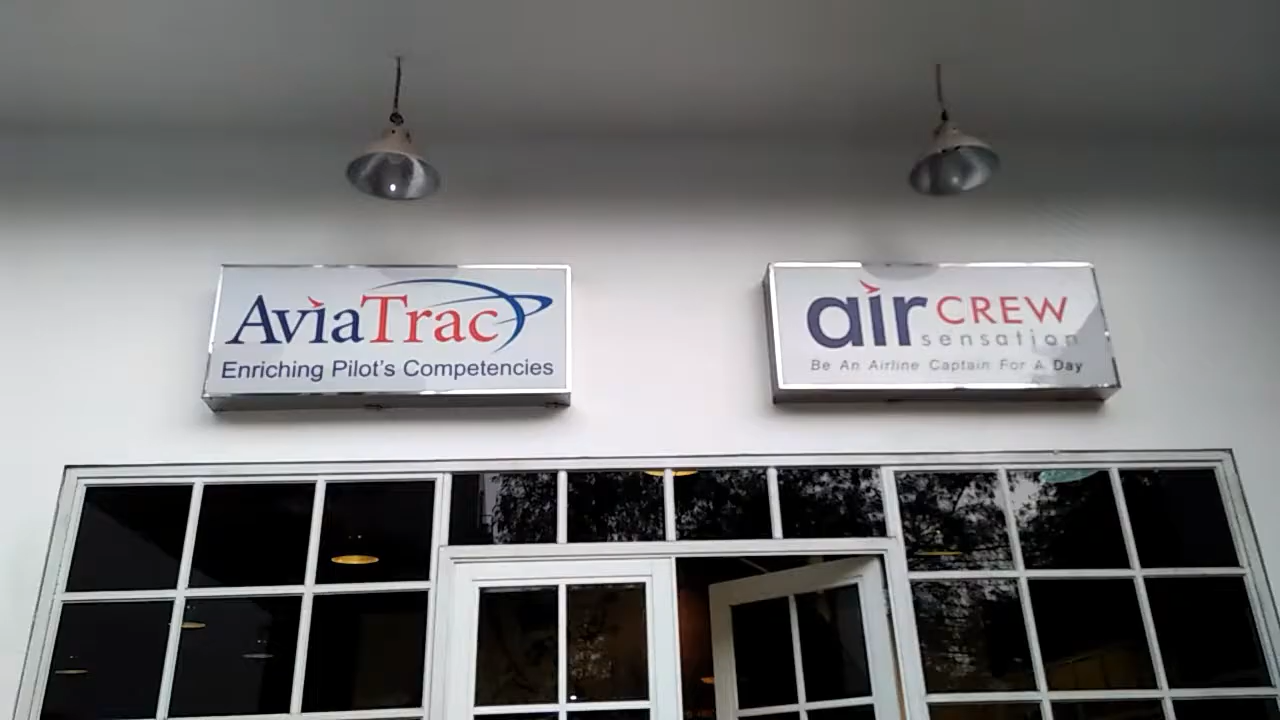 AviaTrac
Enriching Pilot's Competencies
air CREW
sensation
Be An Airline Captain For A Day